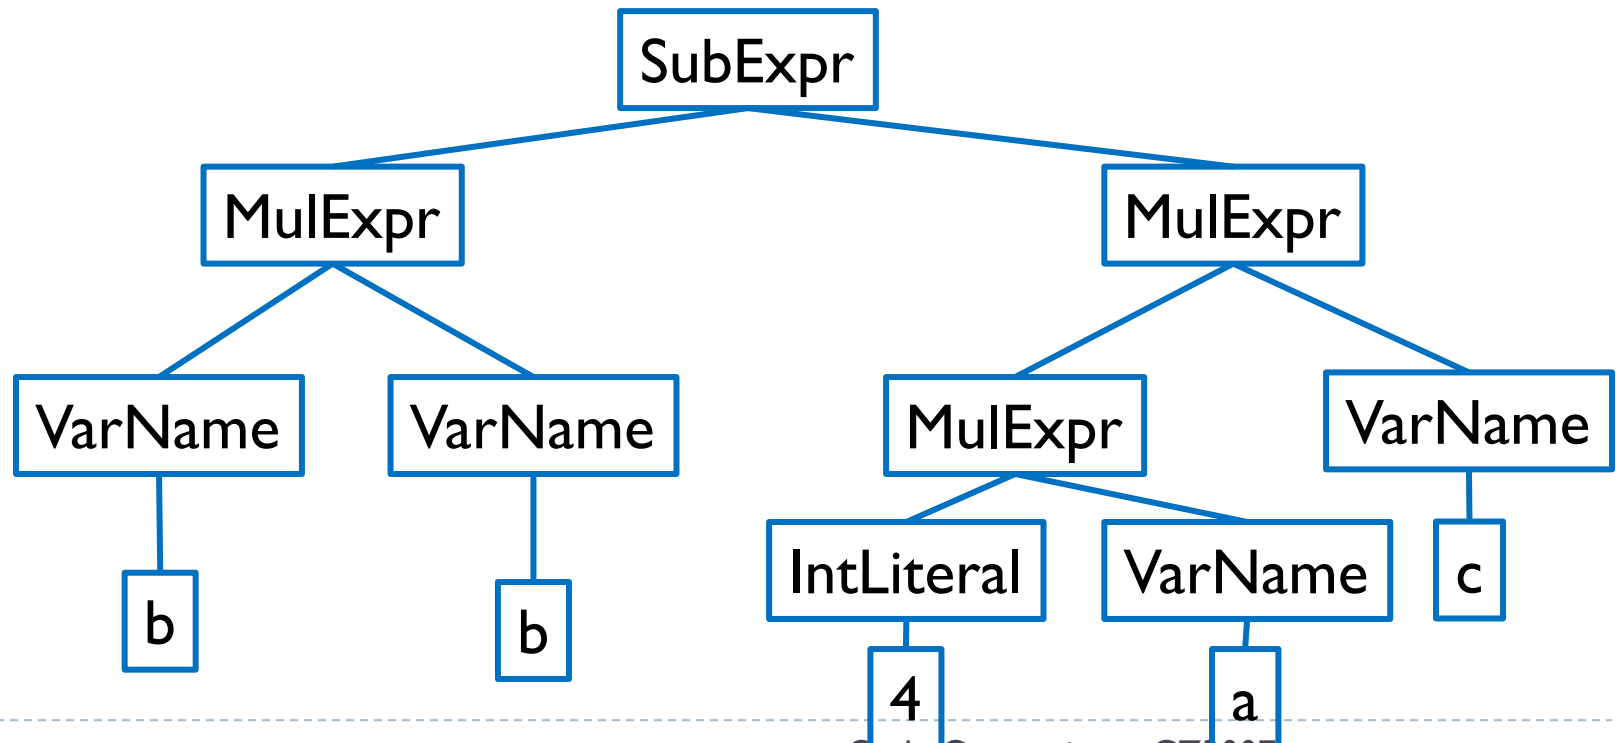 SubExpr
MulExpr MulExpr
VarName VarName MulExpr VarName
IntLiteral VarName c
b b
4 a